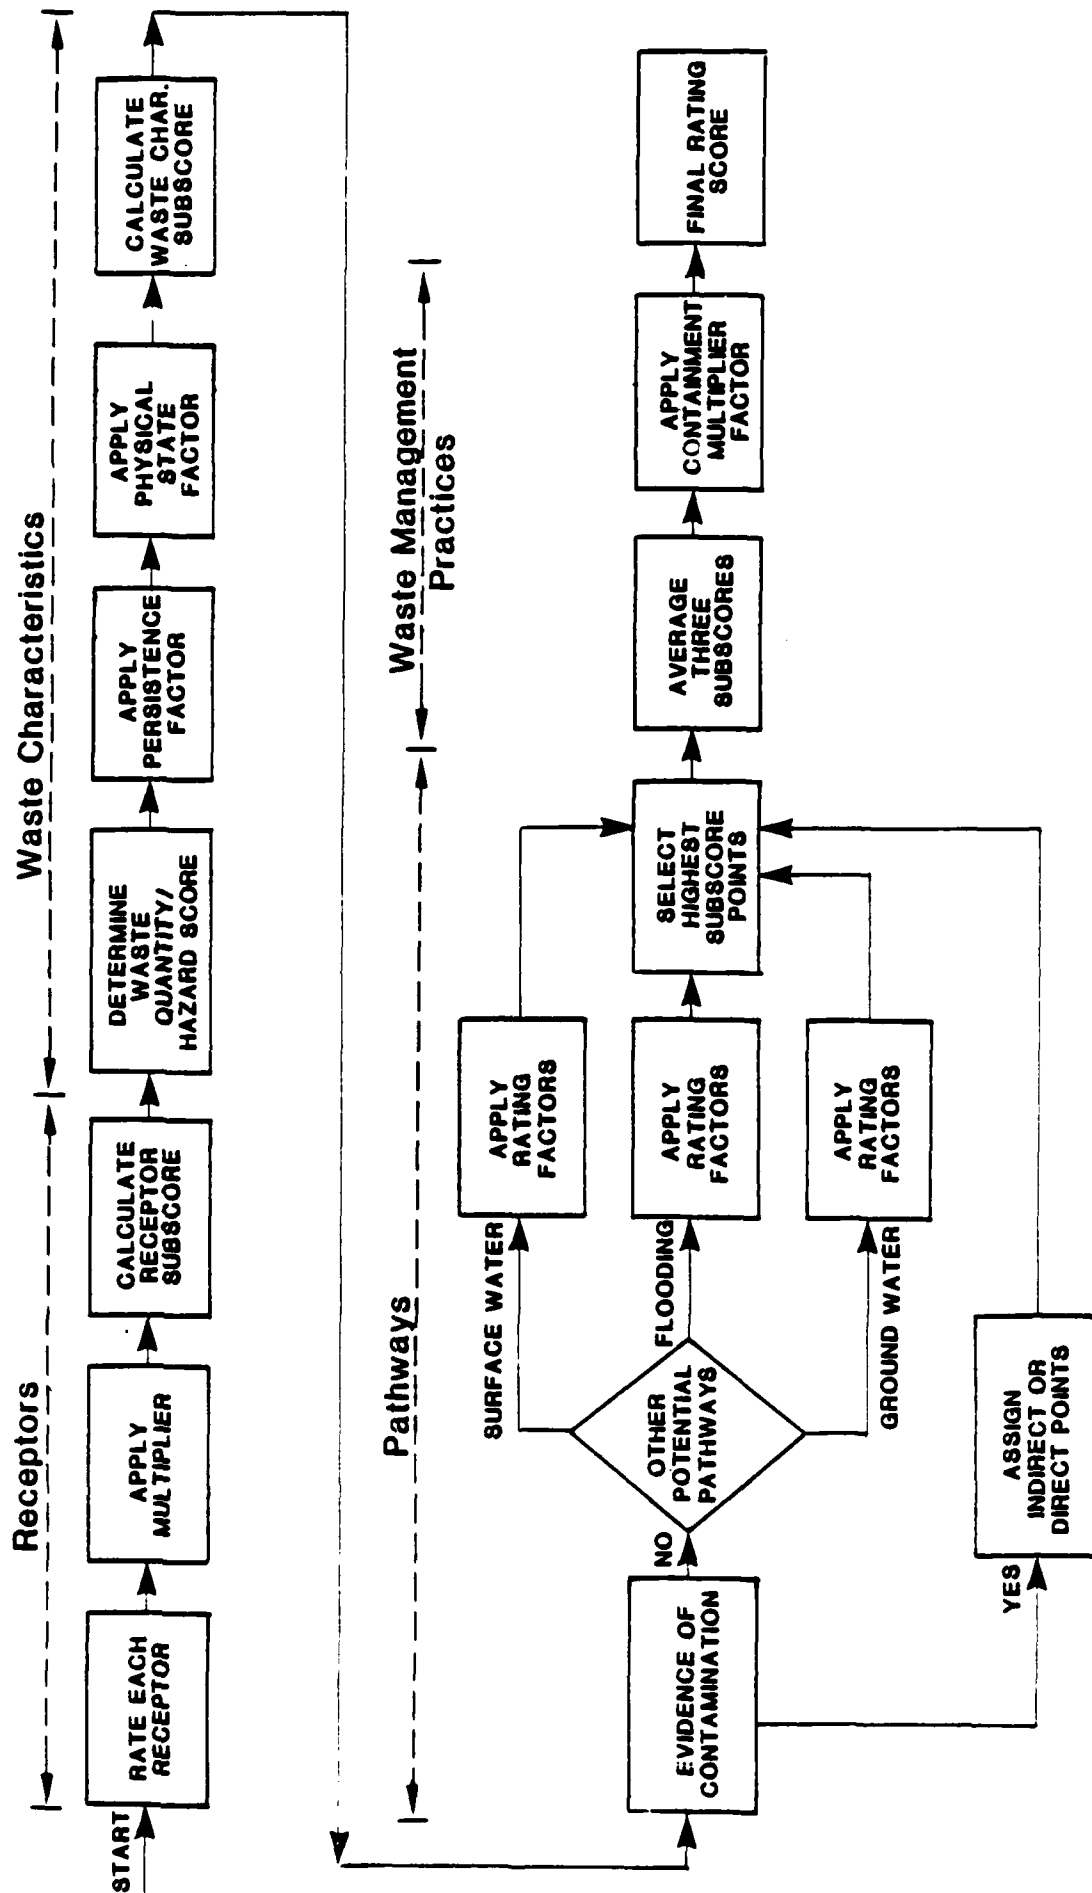 Receptors
Waste Characteristics
START
RATE EACH
RECEPTOR
APPLY
MULTIPLIER
CALCULATE
RECEPTOR
SUBSCORE
DETERMINE
WASTE
QUANTITY/
HAZARD SCORE
APPLY
PERSISTENCE
FACTOR
APPLY
PHYSICAL
STATE
FACTOR
CALCULATE
WASTE CHAR.
SUBSCORE
Pathways
Waste Management
Practices
EVIDENCE OF
CONTAMINATION
NO
OTHER
POTENTIAL
PATHWAYS
SURFACE WATER
APPLY
RATING
FACTORS
FLOODING
APPLY
RATING
FACTORS
GROUND WATER
APPLY
RATING
FACTORS
YES
ASSIGN
INDIRECT OR
DIRECT POINTS
SELECT
HIGHEST
SUBSCORE
POINTS
AVERAGE
THREE
SUBSCORES
APPLY
CONTAINMENT
MULTIPLIER
FACTOR
FINAL RATING
SCORE